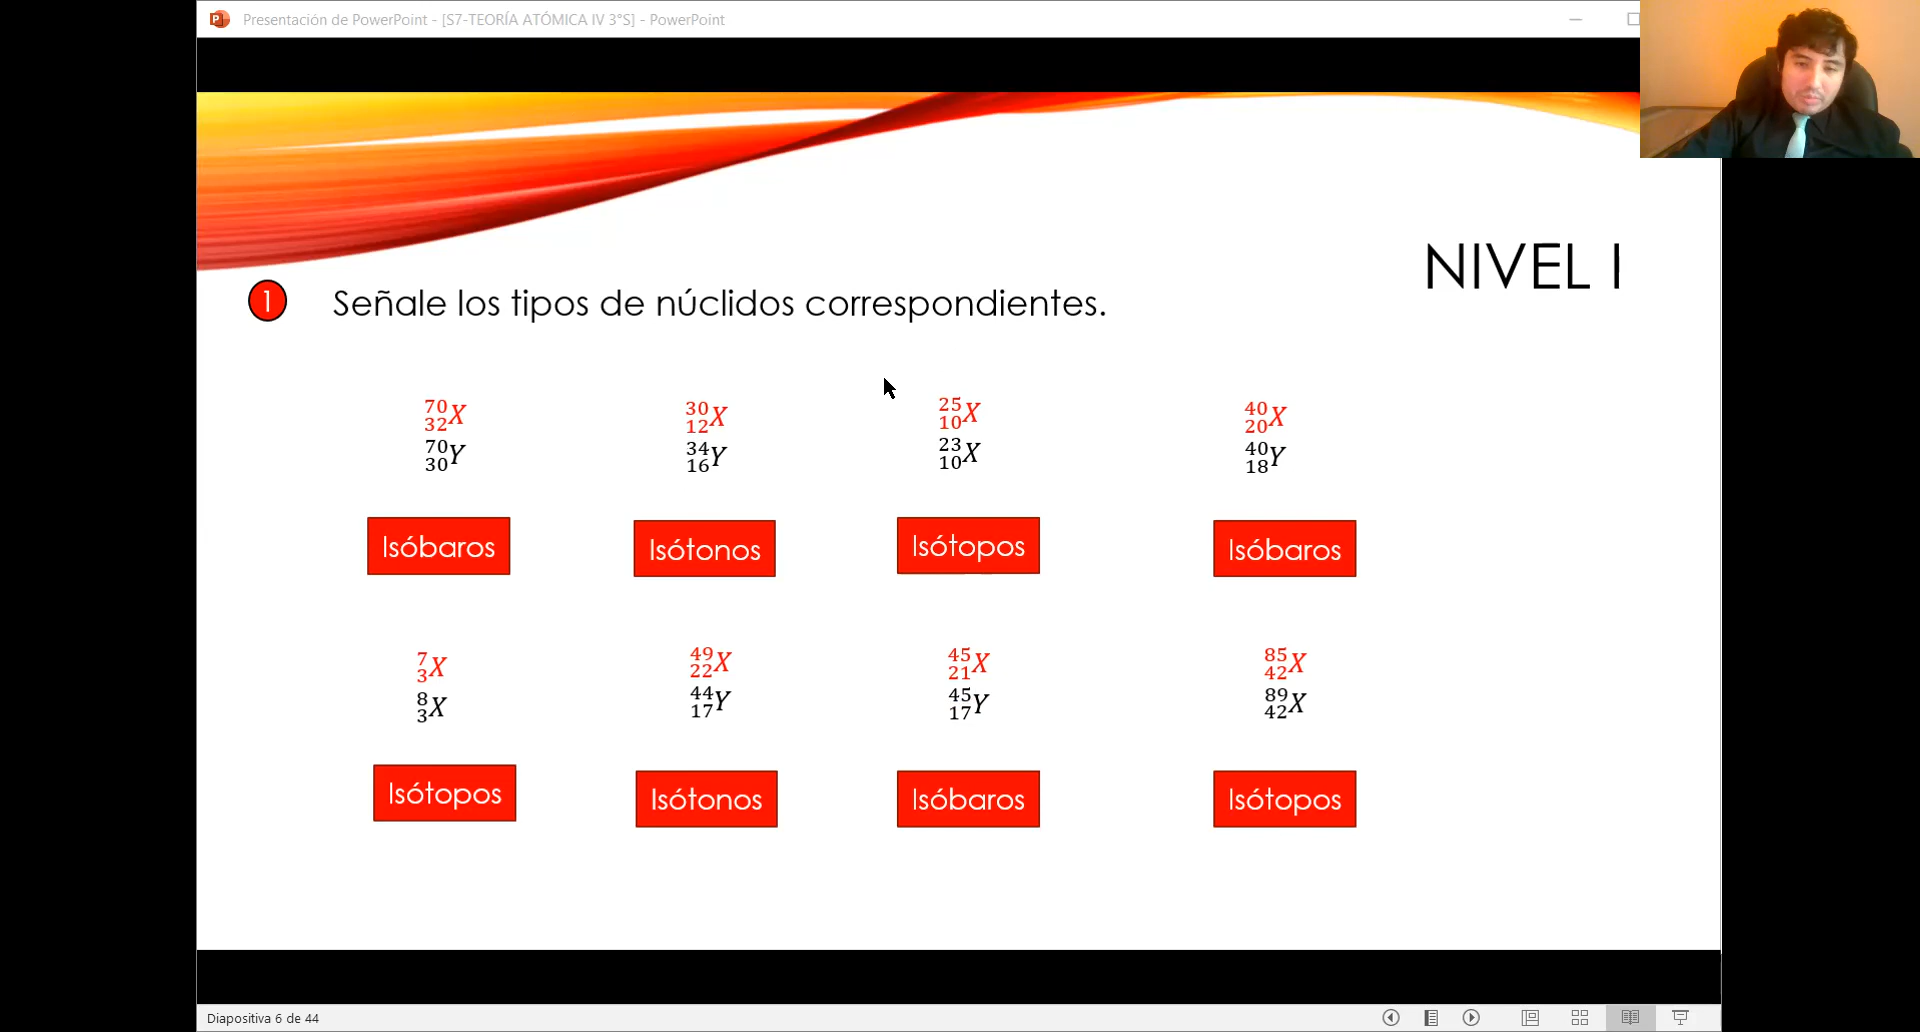 Presentación de PowerPoint - [S7-TEORÍA ATÓMICA IV 3°S] - PowerPoint
NIVEL I
1 Señale los tipos de núclidos correspondientes.
70 32 X 30 12 X 25 10 X 40 20 X
70 30 Y 34 16 Y 23 10 X 40 18 Y
Isóbaros Isótonos Isótopos Isóbaros
7 3 X 49 22 X 45 21 X 85 42 X
8 3 X 44 17 Y 45 17 Y 89 42 X
Isótopos Isótonos Isóbaros Isótopos
Diapositiva 6 de 44